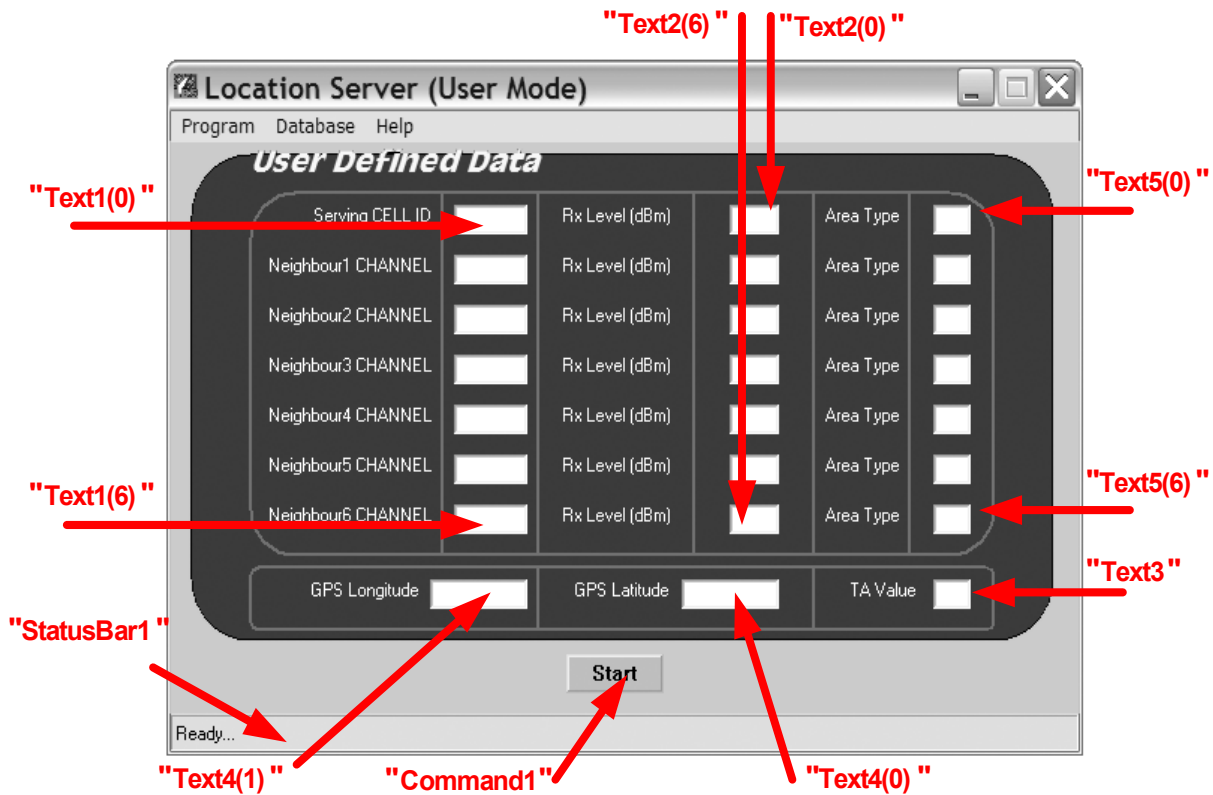 "Text2(6) " "Text2(0) "
Location Server (User Mode)
Program Database Help
User Defined Data
"Text1(0) "
"Text5(0) "
Serving CELL ID Rx Level (dBm) Area Type
Neighbour1 CHANNEL Rx Level (dBm) Area Type
Neighbour2 CHANNEL Rx Level (dBm) Area Type
Neighbour3 CHANNEL Rx Level (dBm) Area Type
Neighbour4 CHANNEL Rx Level (dBm) Area Type
Neighbour5 CHANNEL Rx Level (dBm) Area Type
"Text1(6) "
"Text5(6) "
Neighbour6 CHANNEL Rx Level (dBm) Area Type
"Text3"
GPS Longitude GPS Latitude TA Value
"StatusBar1 "
Start
Ready...
"Text4(1) " "Command1" "Text4(0) "